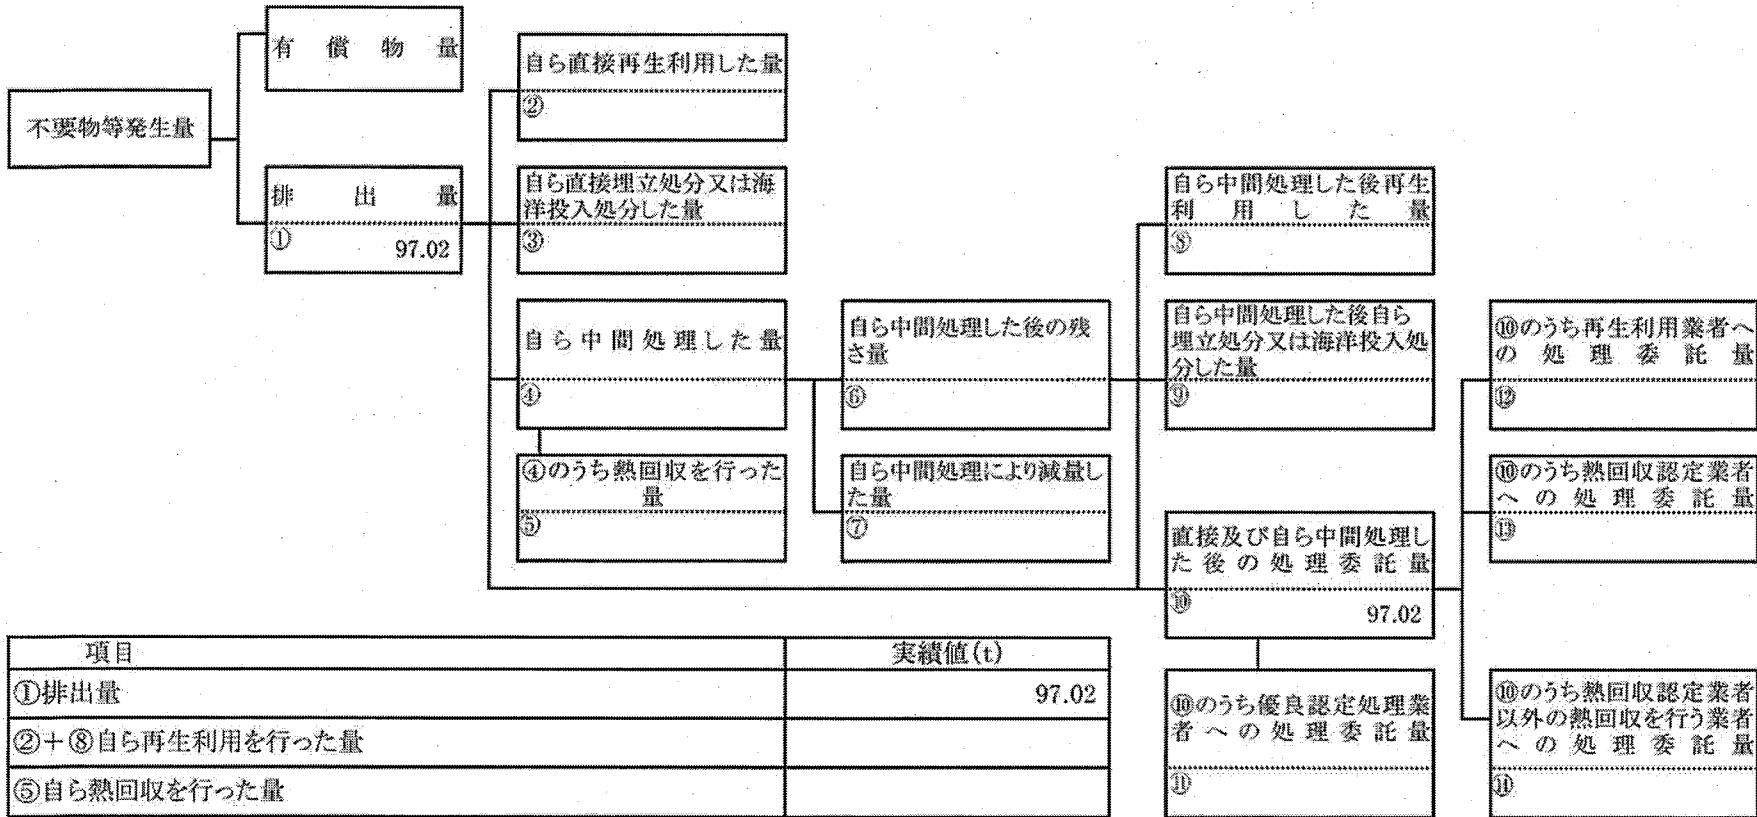 有償物量
不要物等発生量
排出量
① 97.02
自ら直接再生利用した量
②
自ら直接埋立処分又は海
洋投入処分した量
③
自ら中間処理した量
④
④のうち熱回収を行った
量
⑤
自ら中間処理した後の残
さ量
⑥
自ら中間処理により減量し
た量
⑦
自ら中間処理した後再生
利用した量
⑧
自ら中間処理した後自ら
埋立処分又は海洋投入処
分した量
⑨
直接及び自ら中間処理し
た後の処理委託量
⑩ 97.02
⑩のうち優良認定処理業
者への処理委託量
⑪
⑩のうち再生利用業者へ
の処理委託量
⑫
⑩のうち熱回収認定業者
への処理委託量
⑬
⑩のうち熱回収認定業者
以外の熱回収を行う業者
への処理委託量
⑭
項目 実績値(t)
①排出量 97.02
②+⑧自ら再生利用を行った量
⑤自ら熱回収を行った量